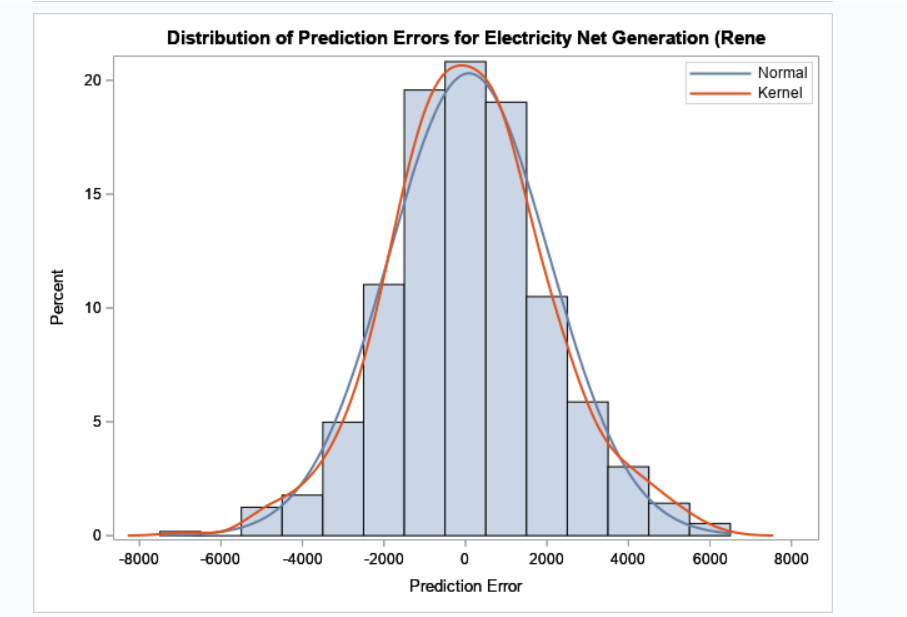 Distribution of Prediction Errors for Electricity Net Generation (Rene
Normal
Kernel
20
15
10
5
0
Percent
-8000 -6000 -4000 -2000 0 2000 4000 6000 8000
Prediction Error